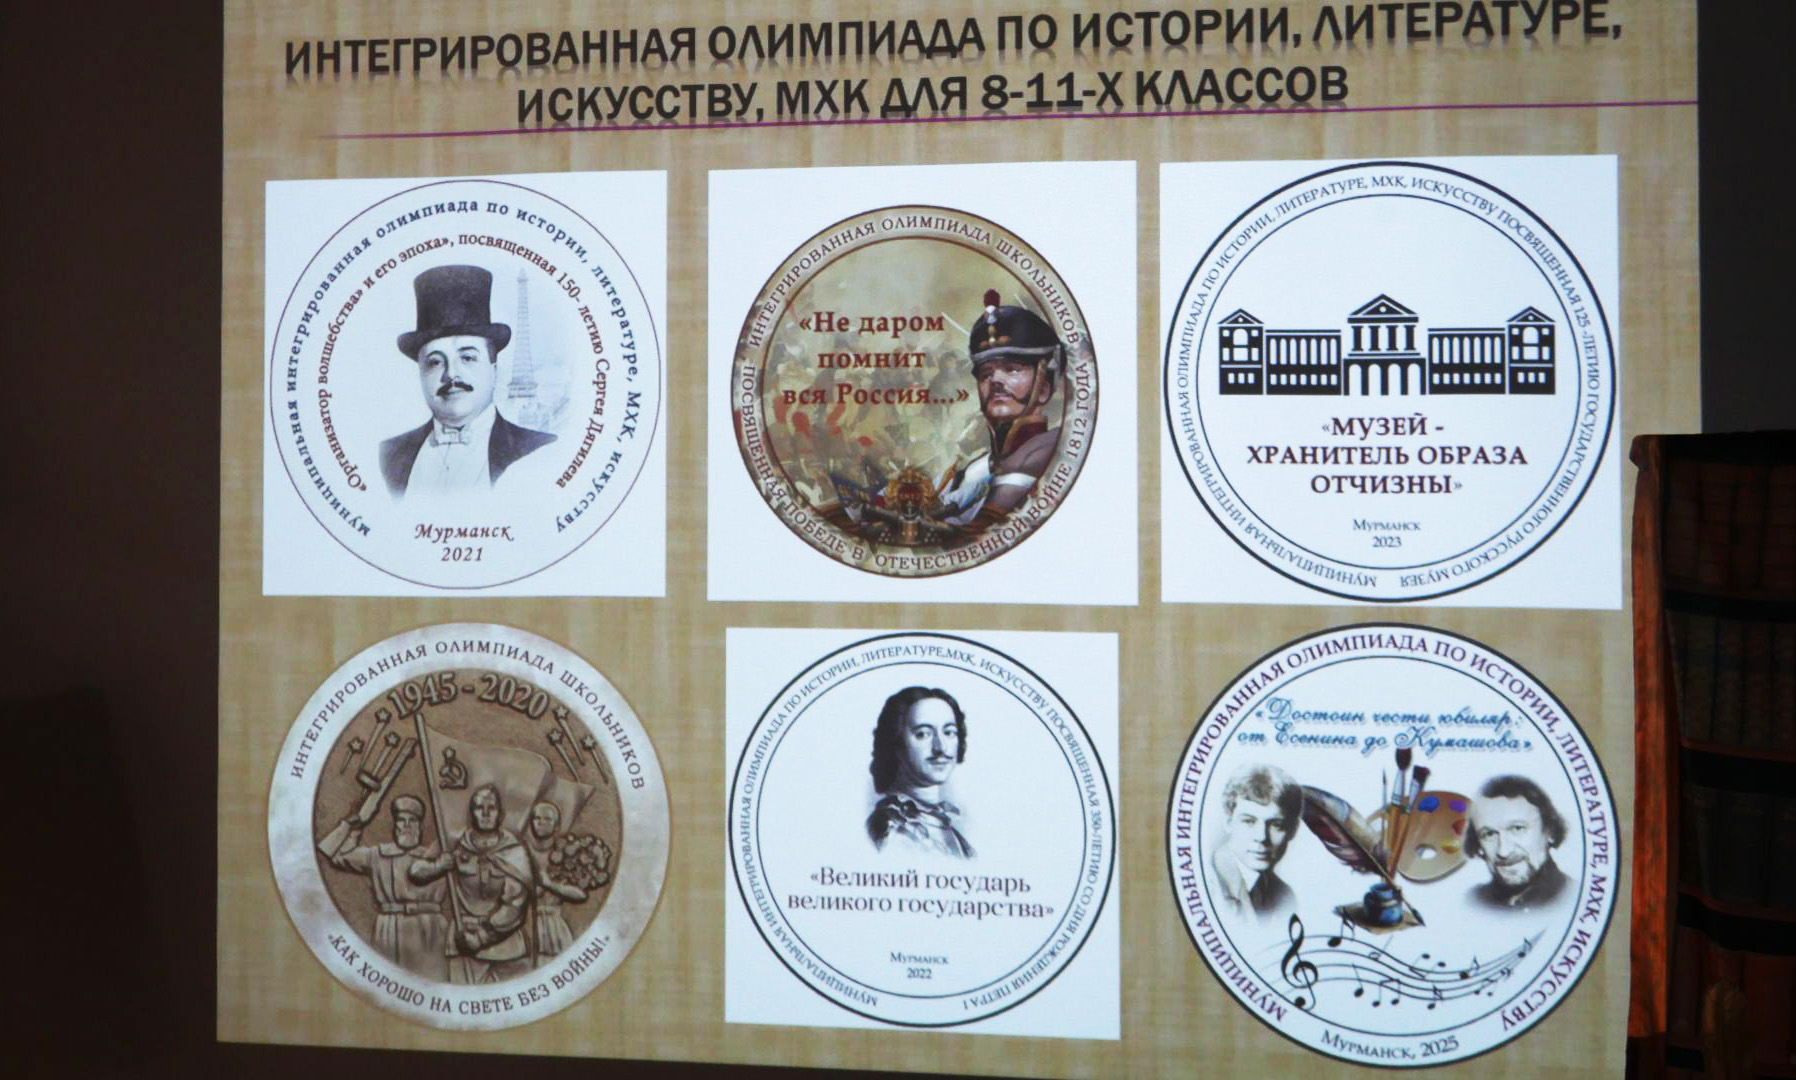 ИНТЕГРИРОВАННАЯ ОЛИМПИАДА ПО ИСТОРИИ, ЛИТЕРАТУРЕ,
ИСКУССТВУ, МХК ДЛЯ 8-11-Х КЛАССОВ
Муниципальная интегрированная олимпиада по истории, литературе, МХК, искусству
«Организатор волшебства» и его эпоха», посвященная 150- летию Сергея Дягилева
Мурманск
2021
ИНТЕГРИРОВАННАЯ ОЛИМПИАДА ШКОЛЬНИКОВ
«Не даром
помнит
вся Россия...»
ПОСВЯЩЕННАЯ ПОБЕДЕ В ОТЕЧЕСТВЕННОЙ ВОЙНЕ 1812 ГОДА
1812
МУНИЦИПАЛЬНАЯ ИНТЕГРИРОВАННАЯ ОЛИМПИАДА ПО ИСТОРИИ, ЛИТЕРАТУРЕ, МХК, ИСКУССТВУ ПОСВЯЩЕННАЯ 125 -ЛЕТИЮ ГОСУДАРСТВЕННОГО РУССКОГО МУЗЕЯ
«МУЗЕЙ -
ХРАНИТЕЛЬ ОБРАЗА
ОТЧИЗНЫ»
Мурманск
2023
ИНТЕГРИРОВАННАЯ ОЛИМПИАДА ШКОЛЬНИКОВ
1945-2020
«КАК ХОРОШО НА СВЕТЕ БЕЗ ВОЙНЫ!»
МУНИЦИПАЛЬНАЯ ИНТЕГРИРОВАННАЯ ОЛИМПИАДА ПО ИСТОРИИ, ЛИТЕРАТУРЕ,МХК, ИСКУССТВУ ПОСВЯЩЕННАЯ 350-ЛЕТИЮ СО ДНЯ РОЖДЕНИЯ ПЕТРА I
«Великий государь
великого государства»
Мурманск
2022
МУНИЦИПАЛЬНАЯ ИНТЕГРИРОВАННАЯ ОЛИМПИАДА ПО ИСТОРИИ, ЛИТЕРАТУРЕ, МХК, ИСКУССТВУ
«Достоин чести юбиляр:
от Есенина до Кумашова»
Мурманск, 2025